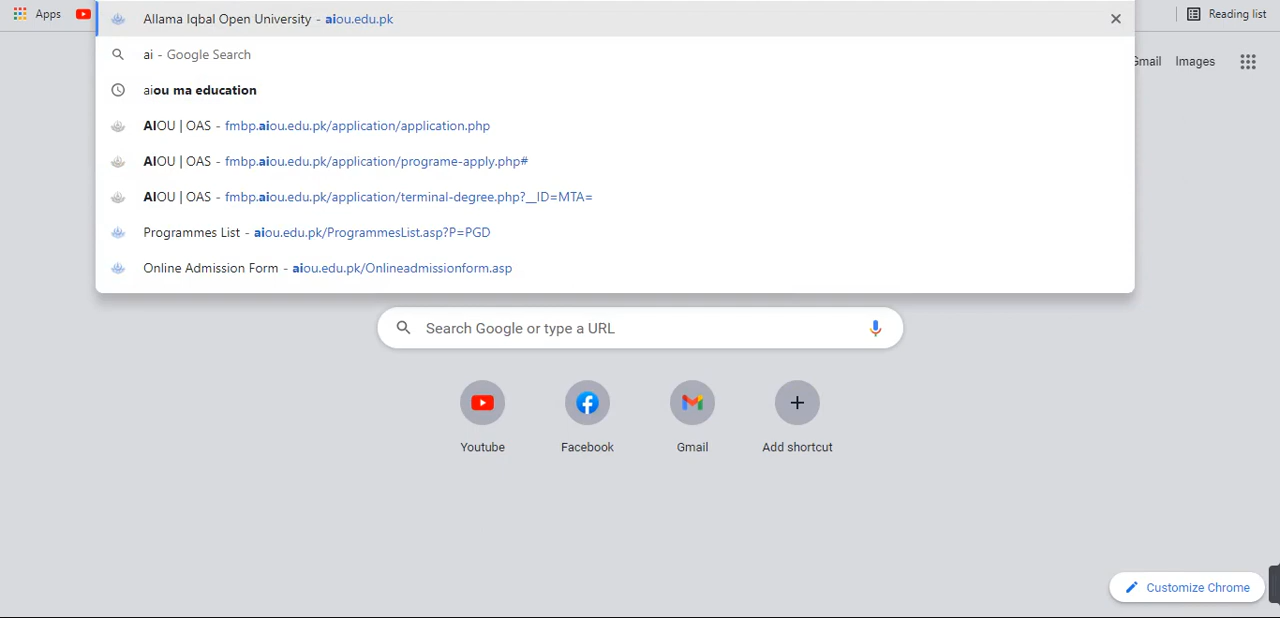 Apps
Allama Iqbal Open University - aiou.edu.pk
Reading list
ai - Google Search
Gmail Images
aiou ma education
AIOU | OAS - fmbp.aiou.edu.pk/application/application.php
AIOU | OAS - fmbp.aiou.edu.pk/application/programe-apply.php#
AIOU | OAS - fmbp.aiou.edu.pk/application/terminal-degree.php?__ID=MTA=
Programmes List - aiou.edu.pk/ProgrammesList.asp?P=PGD
Online Admission Form - aiou.edu.pk/Onlineadmissionform.asp
Search Google or type a URL
Youtube
Facebook
Gmail
Add shortcut
Customize Chrome